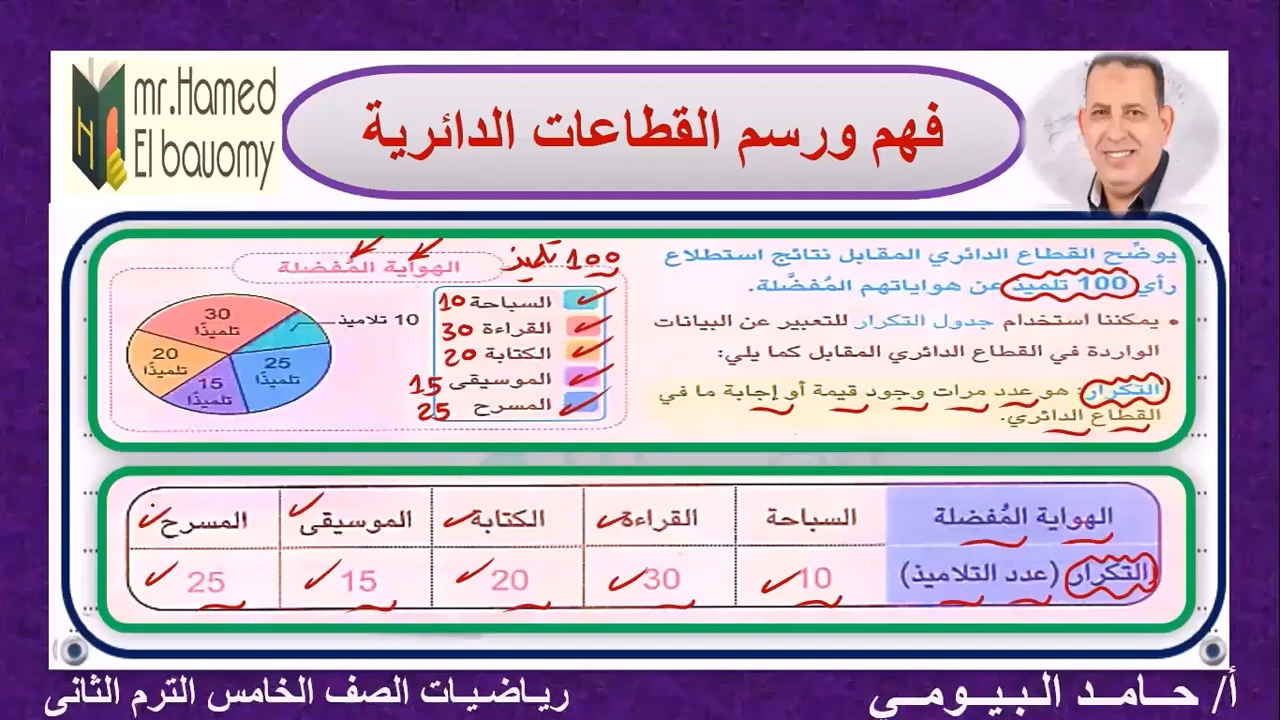 mr.Hamed
El bauomy
فهم ورسم القطاعات الدائرية
يوضِّح القطاع الدائري المقابل نتائج استطلاع
رأي 100 تلميذ عن هواياتهم المُفضَّلة.
• يمكننا استخدام جدول التكرار للتعبير عن البيانات
الواردة في القطاع الدائري المقابل كما يلي:
التكرار: هو عدد مرات وجود قيمة أو إجابة ما في
القطاع الدائري.
100 تلميذ
الهواية المُفضلة
السباحة 10
القراءة 30
الكتابة 20
الموسيقى 15
المسرح 25
10 تلاميذ
30
تلميذًا
20
تلميذًا
25
تلميذًا
15
تلميذًا
الهواية المُفضلة السباحة القراءة الكتابة الموسيقى المسرح
التكرار (عدد التلاميذ) 10 30 20 15 25
أ/ حامد البيومي
رياضيات الصف الخامس الترم الثانى